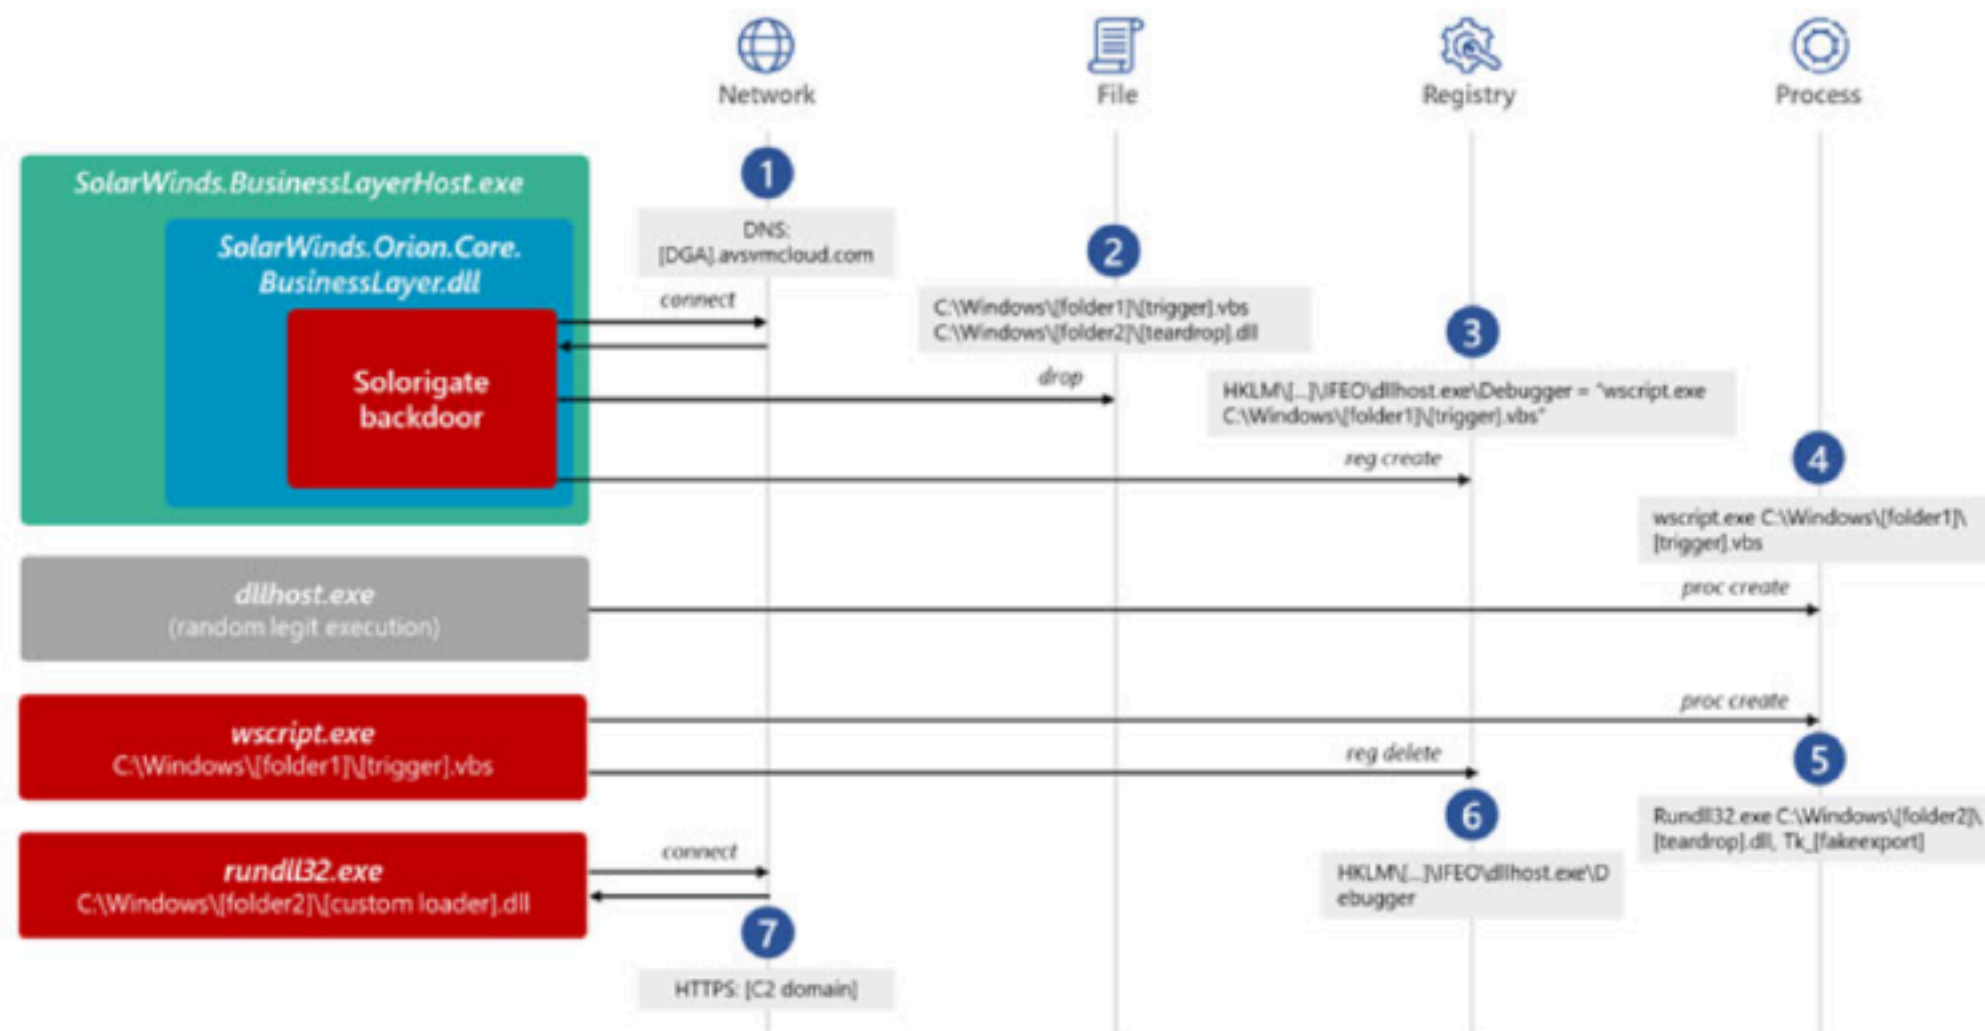 Network
File
Registry
Process
1
SolarWinds.BusinessLayerHost.exe
DNS:
[DGA].avsvmcloud.com
SolarWinds.Orion.Core.
BusinessLayer.dll
2
connect
C:\Windows\[folder1]\[trigger].vbs
C:\Windows\[folder2]\[teardrop].dll
3
Solorigate
backdoor
drop
HKLM\[...]\IFEO\dllhost.exe\Debugger = "wscript.exe
C:\Windows\[folder1]\[trigger].vbs"
reg create
4
wscript.exe C:\Windows\[folder1]\
[trigger].vbs
dllhost.exe
(random legit execution)
proc create
proc create
wscript.exe
C:\Windows\[folder1]\[trigger].vbs
reg delete
5
6
Rundll32.exe C:\Windows\[folder2]\
[teardrop].dll, Tk_[fakeexport]
connect
rundll32.exe
C:\Windows\[folder2]\[custom loader].dll
HKLM\[...]\IFEO\dllhost.exe\D
ebugger
7
HTTPS: [C2 domain]